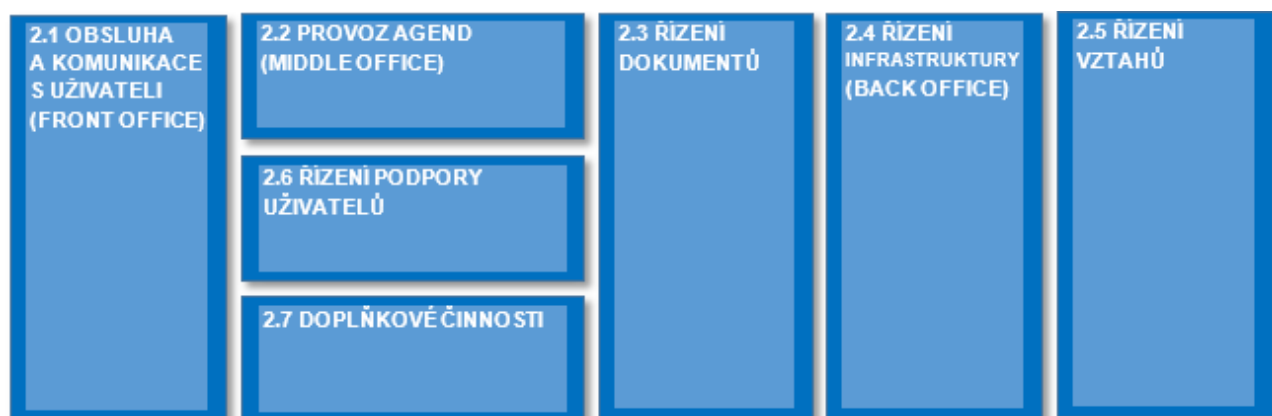 2.1 OBSLUHA
A KOMUNIKACE
S UŽIVATELI
(FRONT OFFICE)
2.2 PROVOZ AGEND
(MIDDLE OFFICE)
2.6 ŘÍZENÍ PODPORY
UŽIVATELŮ
2.7 DOPLŇKOVÉ ČINNOSTI
2.3 ŘÍZENÍ
DOKUMENTŮ
2.4 ŘÍZENÍ
INFRASTRUKTURY
(BACK OFFICE)
2.5 ŘÍZENÍ
VZTAHŮ